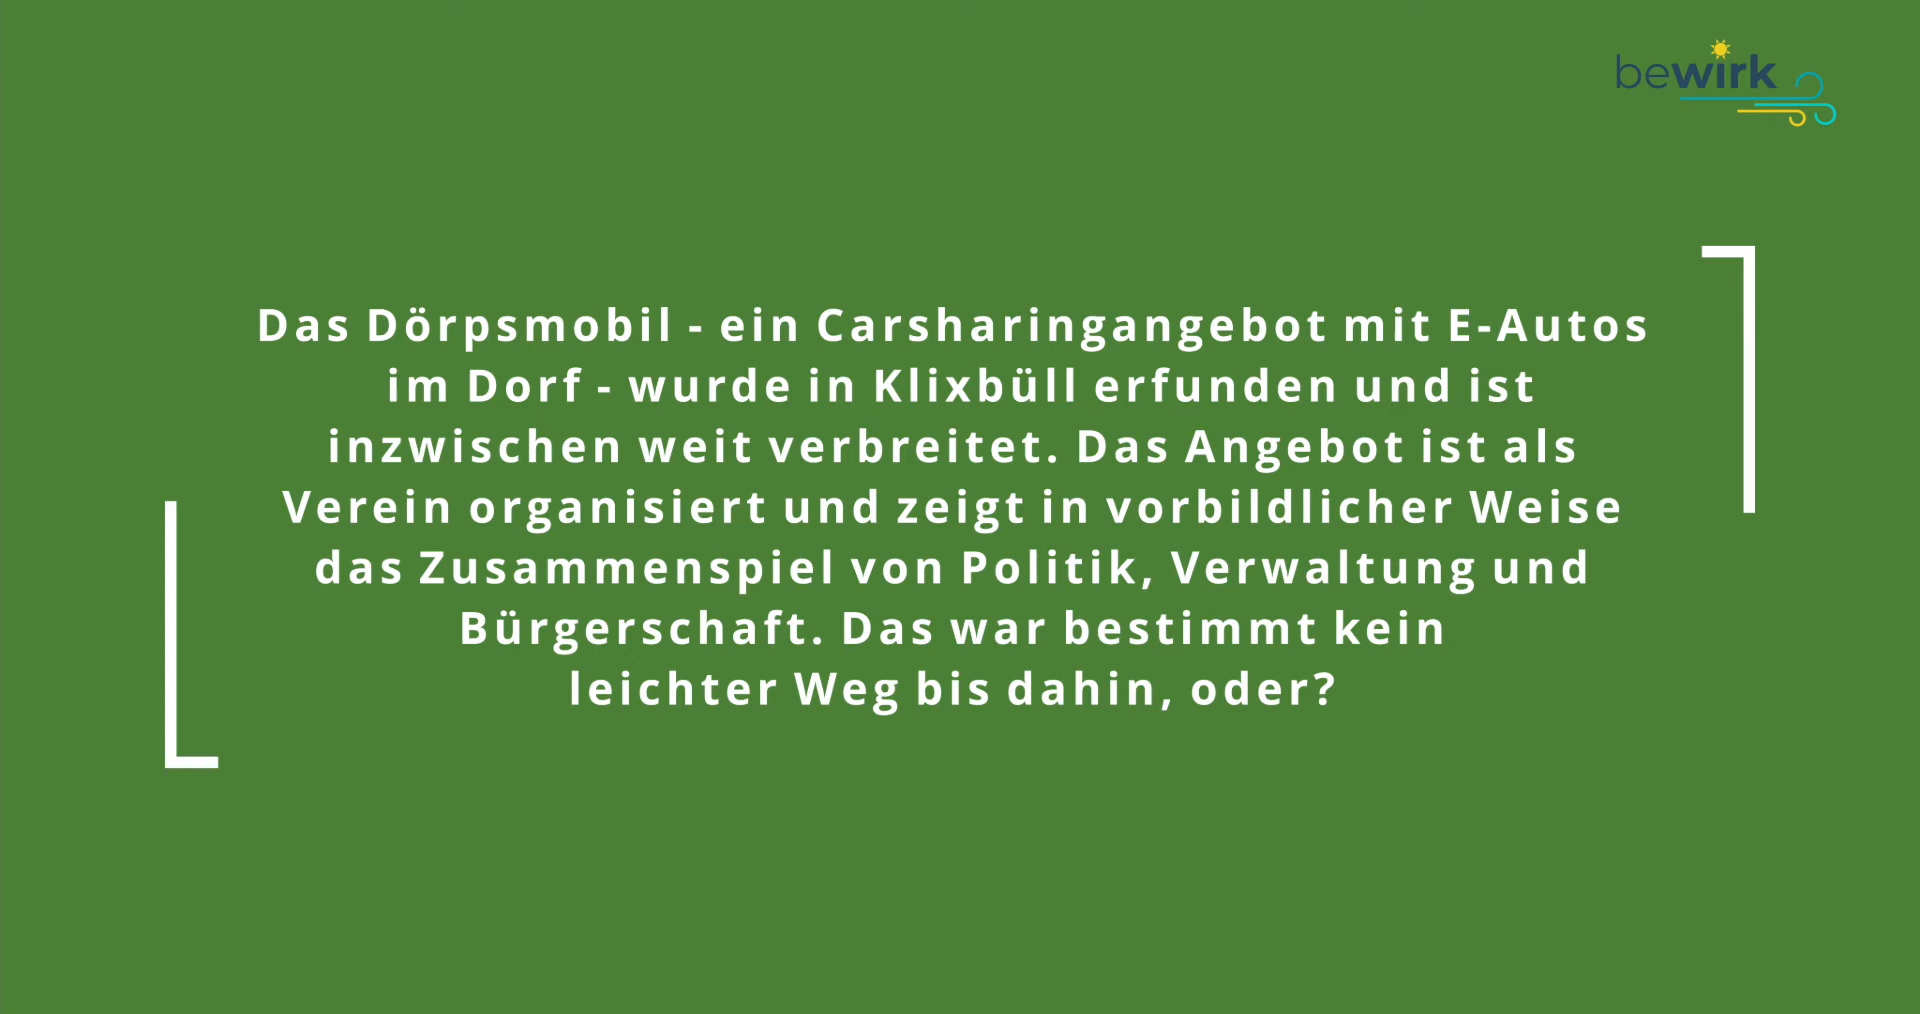 bewirk
Das Dörpsmobil - ein Carsharingangebot mit E-Autos
im Dorf - wurde in Klixbüll erfunden und ist
inzwischen weit verbreitet. Das Angebot ist als
Verein organisiert und zeigt in vorbildlicher Weise
das Zusammenspiel von Politik, Verwaltung und
Bürgerschaft. Das war bestimmt kein
leichter Weg bis dahin, oder?